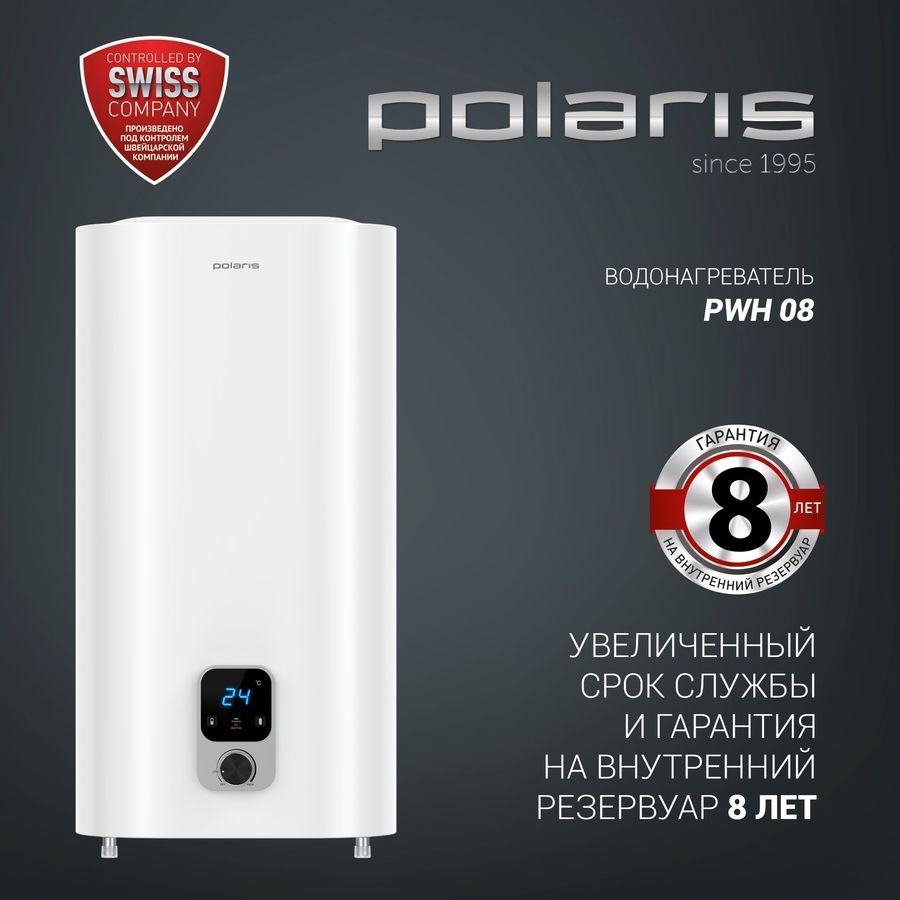 CONTROLLED BY
SWISS
COMPANY
ПРОИЗВЕДЕНО
ПОД КОНТРОЛЕМ
ШВЕЙЦАРСКОЙ
КОМПАНИИ
polaris
since 1995
polaris
ВОДОНАГРЕВАТЕЛЬ
PWH 08
ГАРАНТИЯ
8 ЛЕТ
НА ВНУТРЕННИЙ РЕЗЕРВУАР
УВЕЛИЧЕННЫЙ
СРОК СЛУЖБЫ
И ГАРАНТИЯ
НА ВНУТРЕННИЙ
РЕЗЕРВУАР 8 ЛЕТ
°C
24